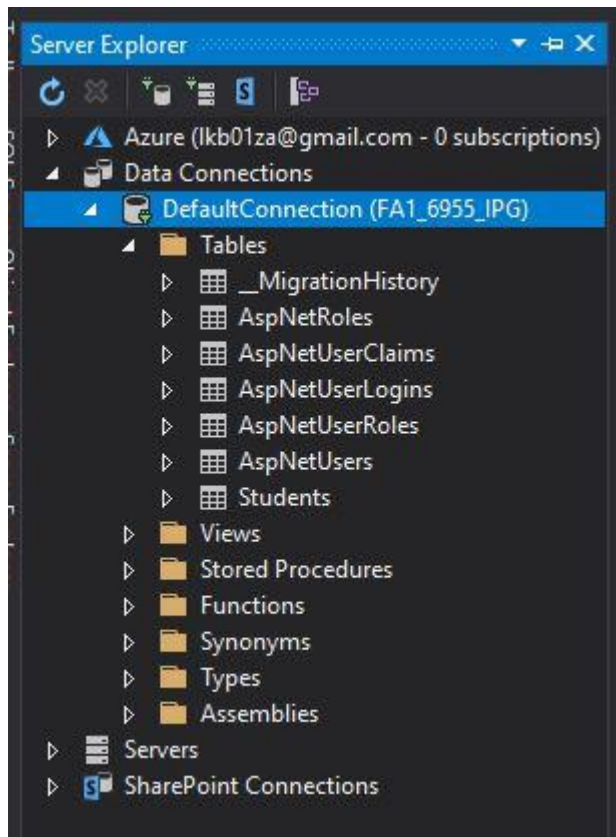 Server Explorer
Azure (lkb01za@gmail.com - 0 subscriptions)
Data Connections
DefaultConnection (FA1_6955_IPG)
Tables
__MigrationHistory
AspNetRoles
AspNetUserClaims
AspNetUserLogins
AspNetUserRoles
AspNetUsers
Students
Views
Stored Procedures
Functions
Synonyms
Types
Assemblies
Servers
SharePoint Connections